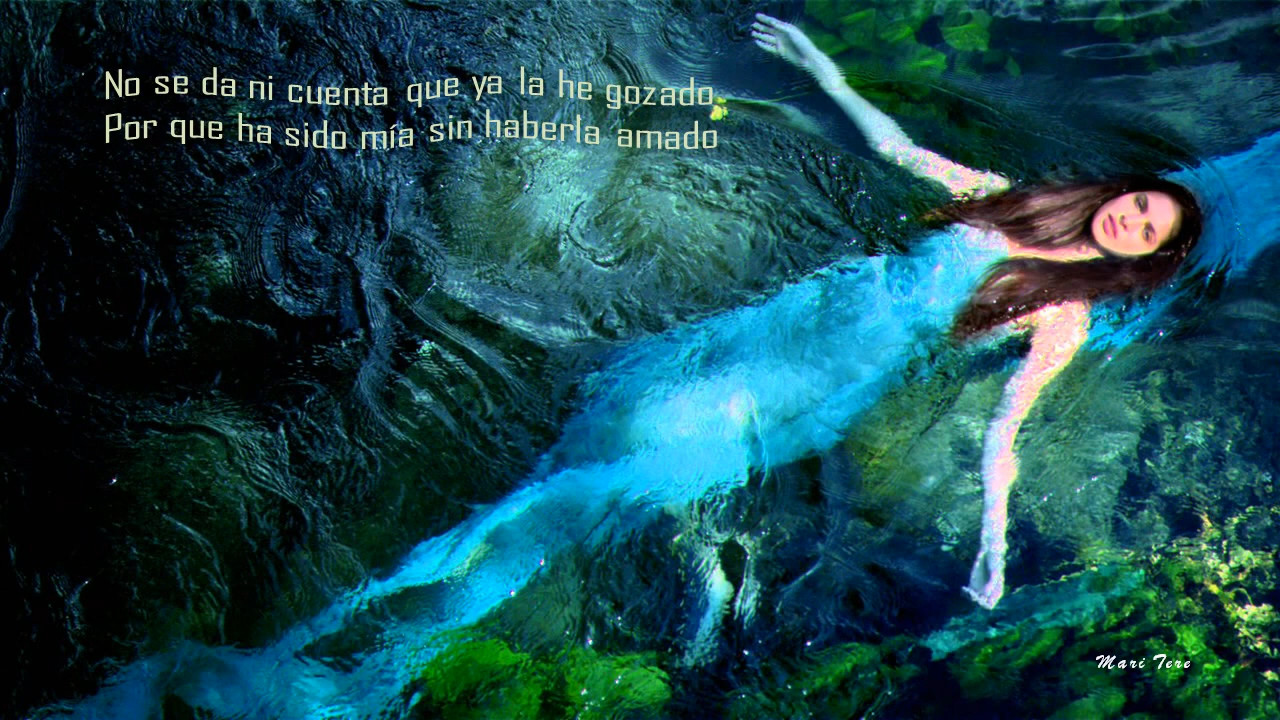 No se da ni cuenta que ya la he gozado
Por que ha sido mía sin haberla amado
Mari Tere